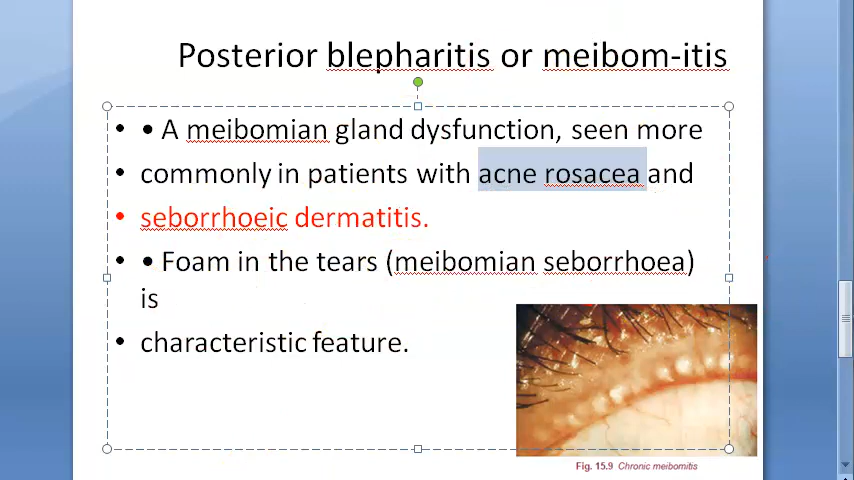 Posterior blepharitis or meibom-itis
• • A meibomian gland dysfunction, seen more
• commonly in patients with acne rosacea and
• seborrhoeic dermatitis.
• • Foam in the tears (meibomian seborrhoea)
is
• characteristic feature.
Fig. 15.9 Chronic meibomitis